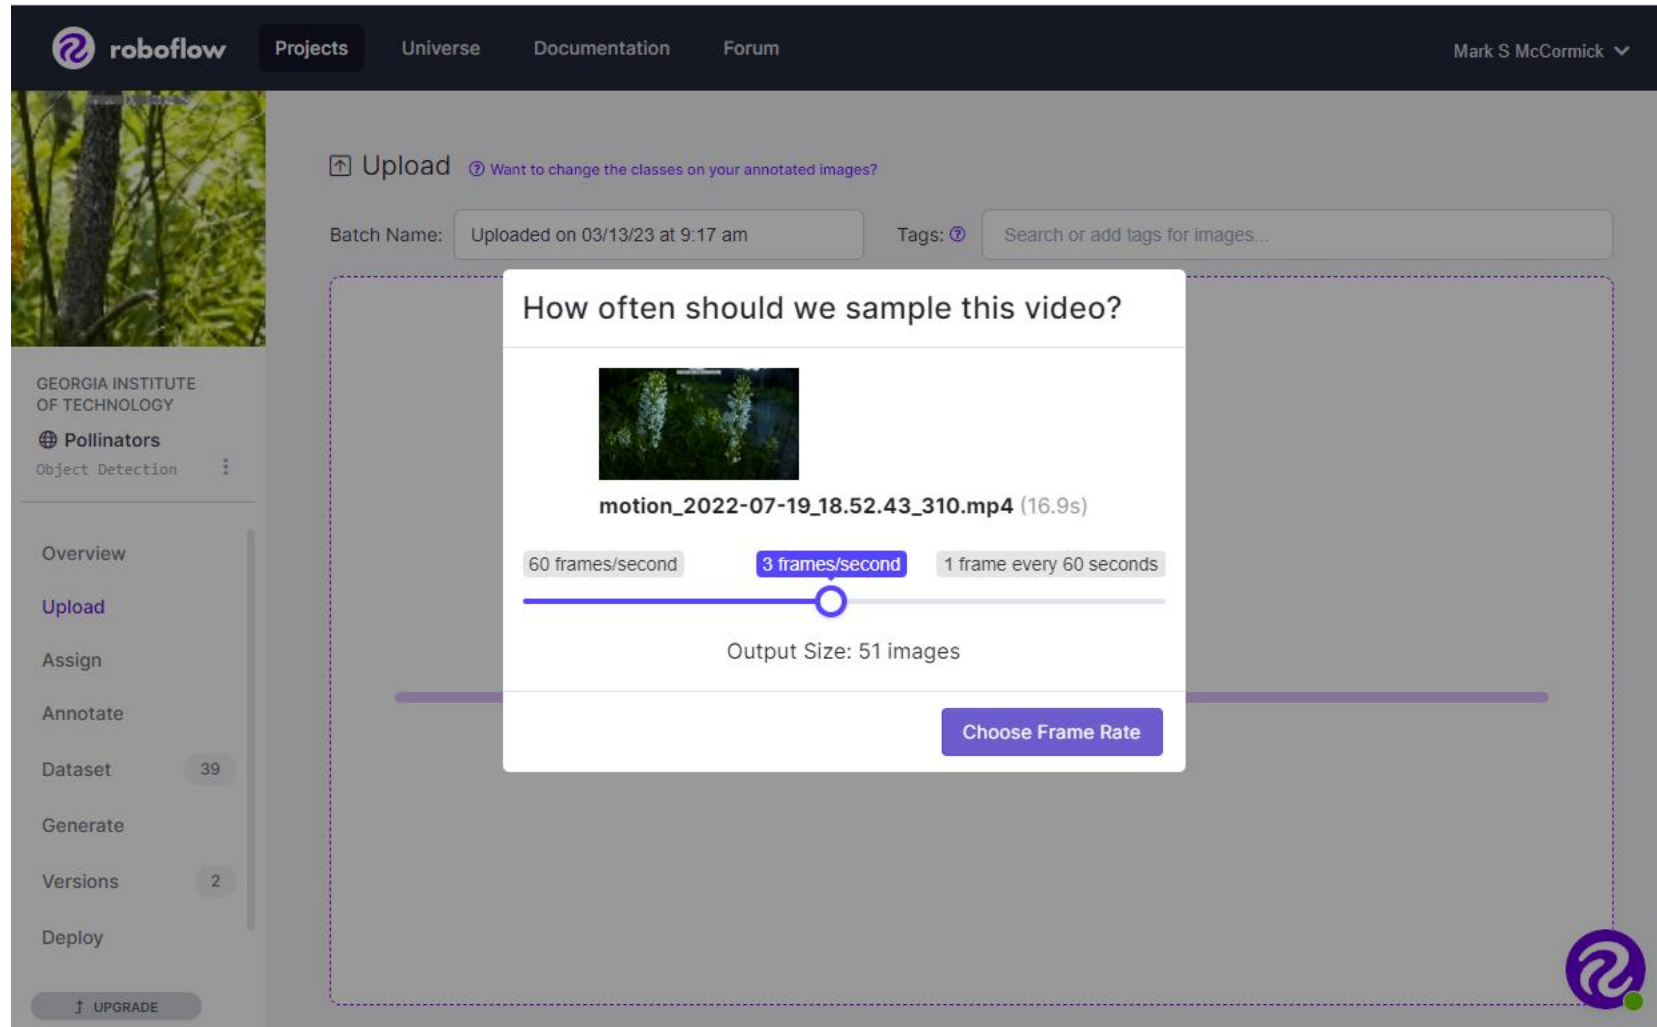 roboflow
Projects
Universe
Documentation
Forum
Mark S McCormick
Upload
Want to change the classes on your annotated images?
Batch Name:
Uploaded on 03/13/23 at 9:17 am
Tags:
Search or add tags for images...
GEORGIA INSTITUTE
OF TECHNOLOGY
Pollinators
Object Detection
Overview
Upload
Assign
Annotate
Dataset 39
Generate
Versions 2
Deploy
UPGRADE
How often should we sample this video?
motion_2022-07-19_18.52.43_310.mp4 (16.9s)
60 frames/second
3 frames/second
1 frame every 60 seconds
Output Size: 51 images
Choose Frame Rate